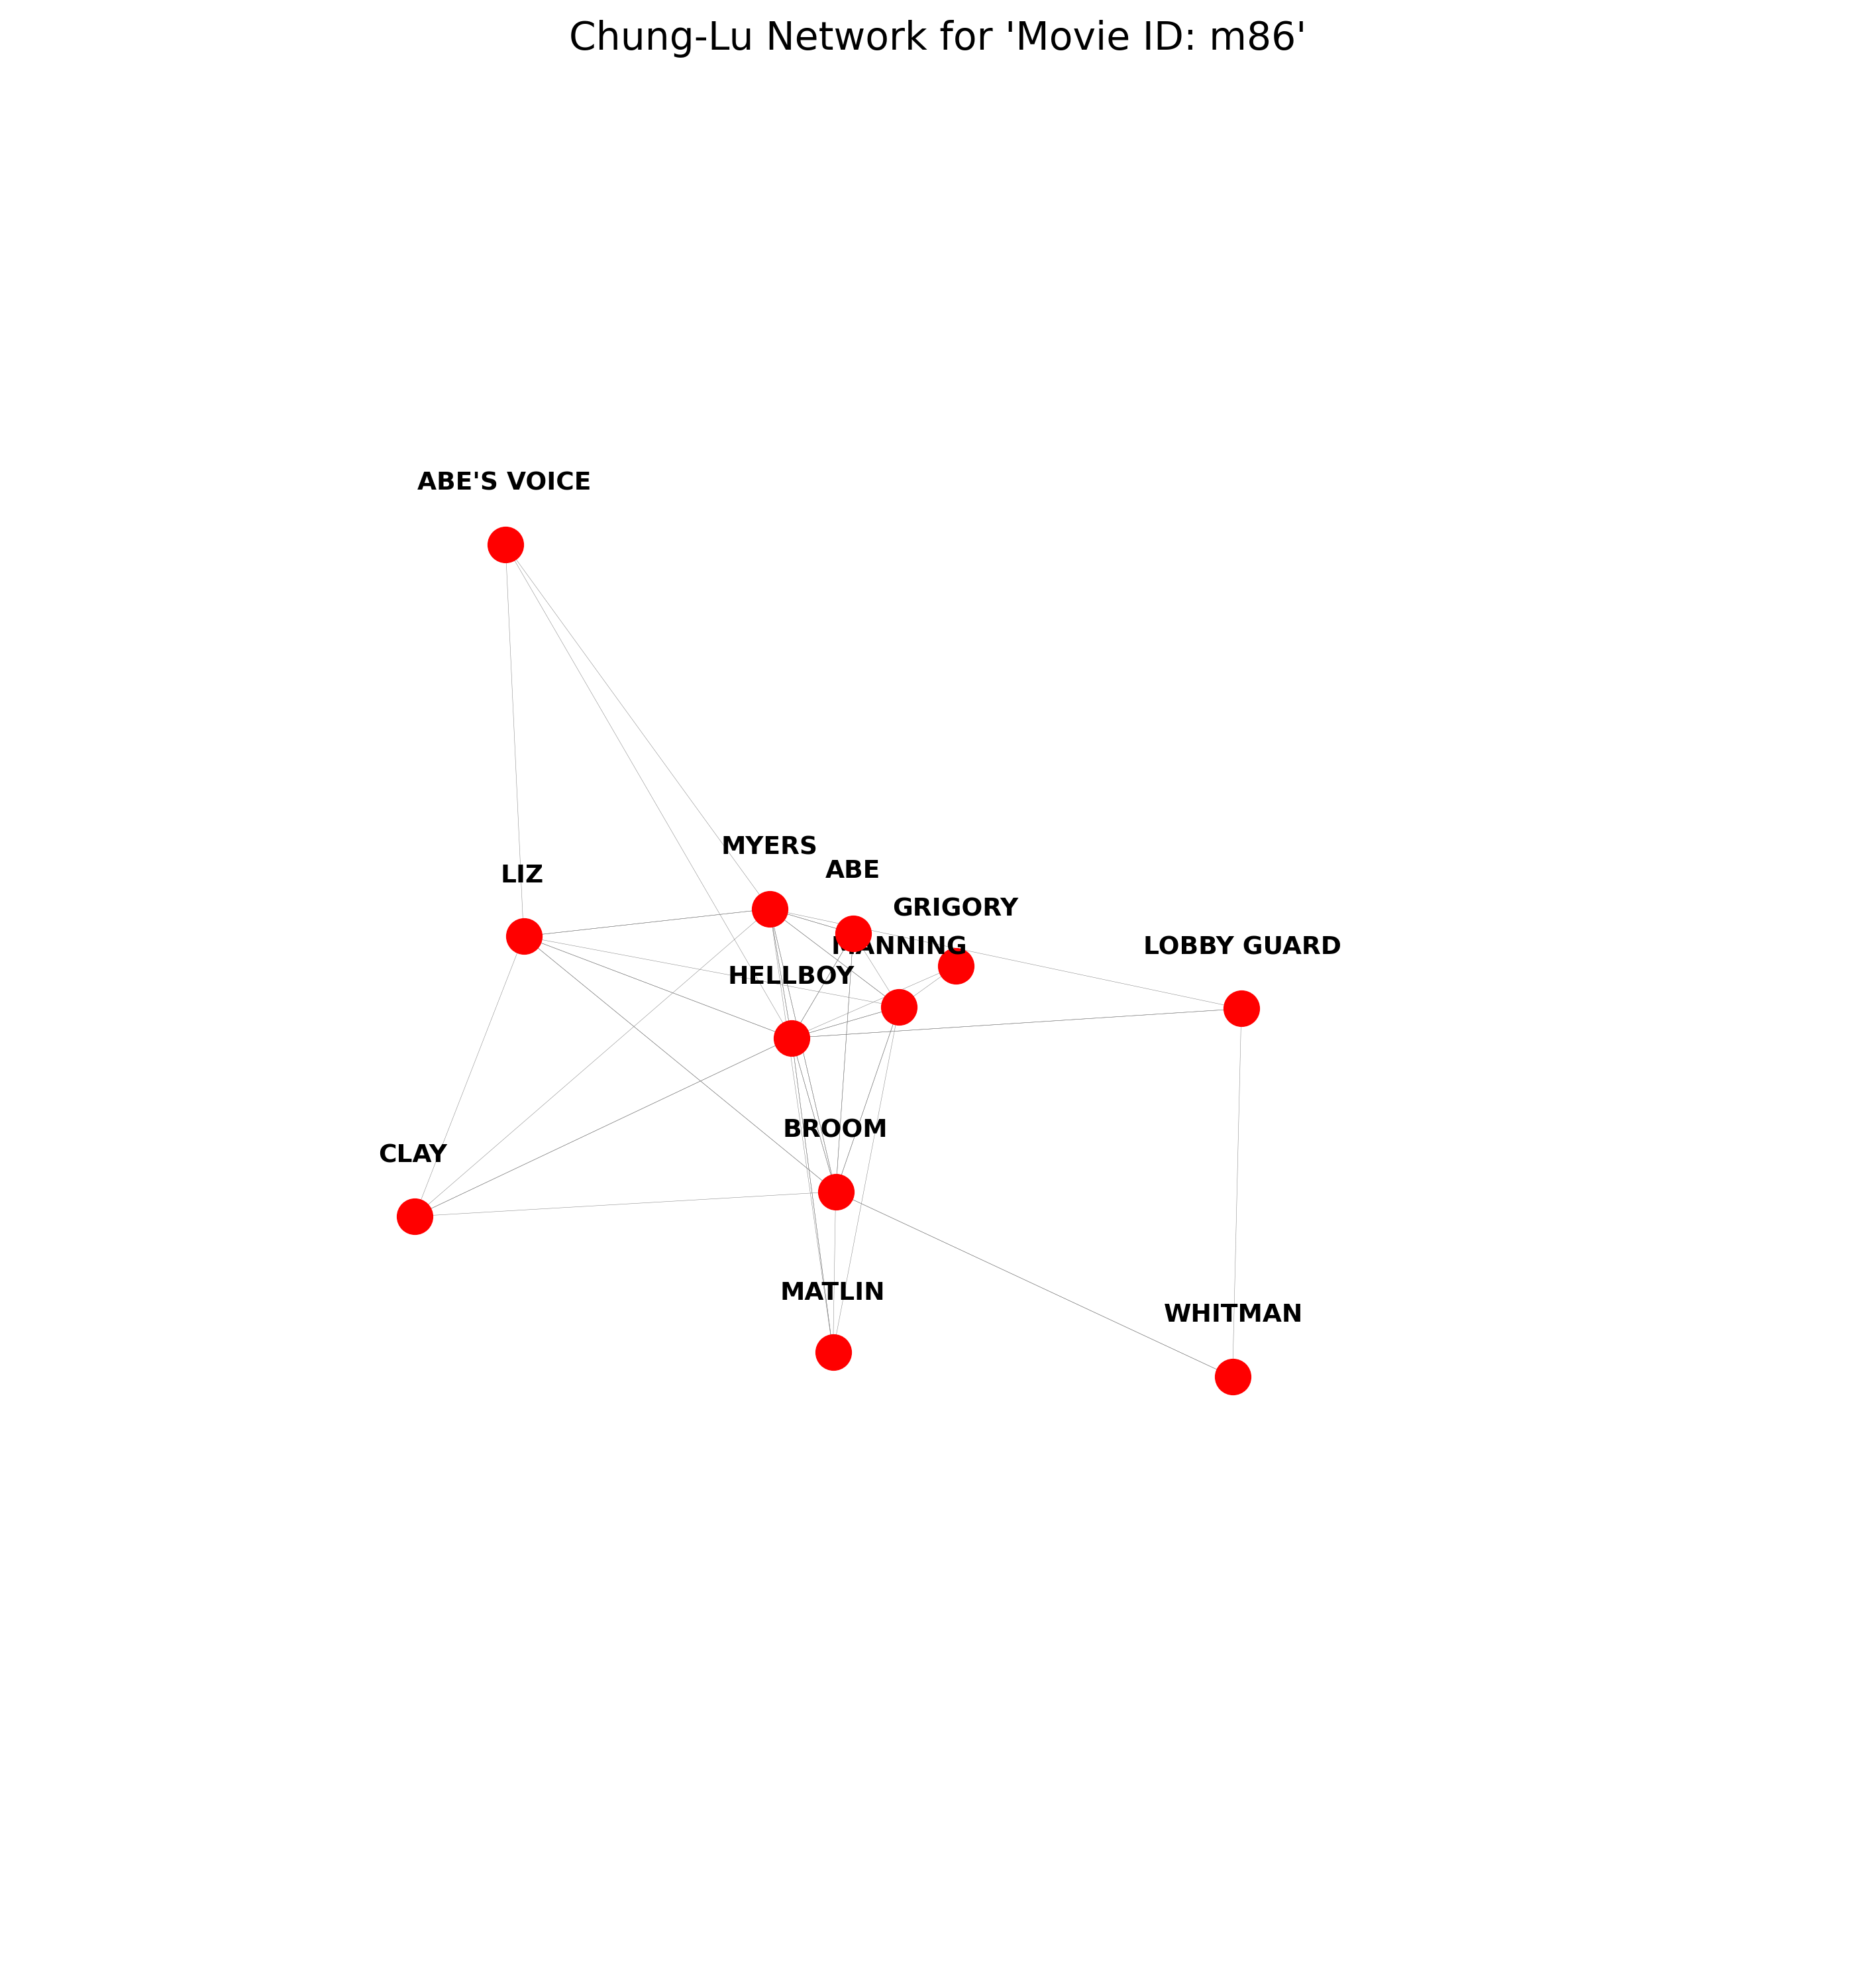 Chung-Lu Network for 'Movie ID: m86'
ABE'S VOICE
MYERS
ABE
LIZ
GRIGORY
MANNING
LOBBY GUARD
HELLBOY
BROOM
CLAY
MATLIN
WHITMAN